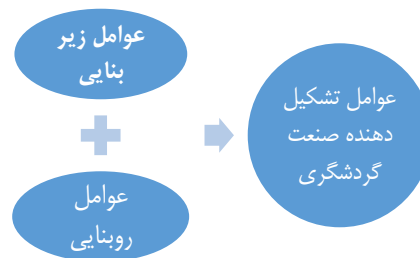 عوامل زیر
بنایی
عوامل
روبنایی
عوامل تشکیل
دهنده صنعت
گردشگری